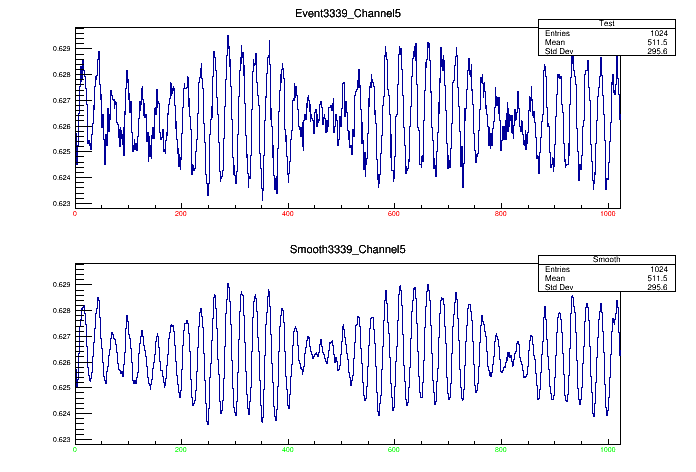 Event3339_Channel5
Test
Entries 1024
Mean 511.5
Std Dev 295.6
0.629
0.628
0.627
0.626
0.625
0.624
0.623
0 200 400 600 800 1000
Smooth3339_Channel5
Smooth
Entries 1024
Mean 511.5
Std Dev 295.6
0.629
0.628
0.627
0.626
0.625
0.624
0.623
0 200 400 600 800 1000